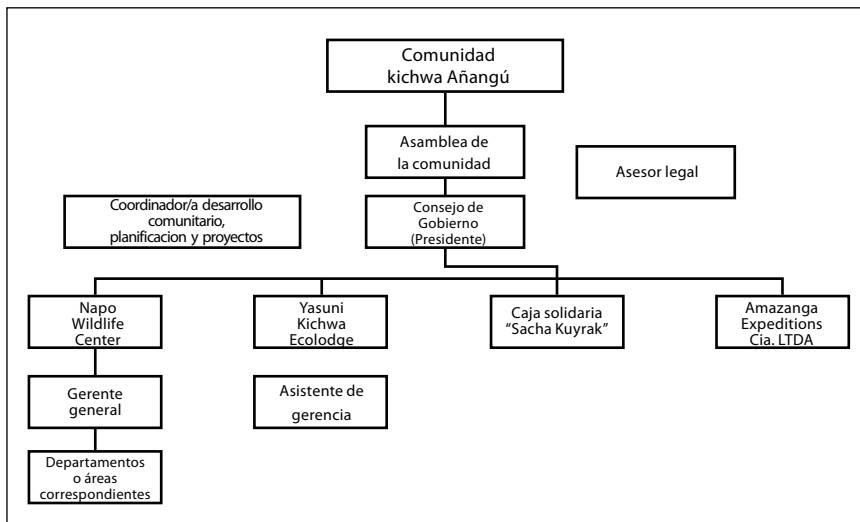 Comunidad
kichwa Añangú
Asamblea de
la comunidad
Asesor legal
Coordinador/a desarrollo
comunitario,
planificacion y proyectos
Consejo de
Gobierno
(Presidente)
Napo
Wildlife
Center
Yasuni
Kichwa
Ecolodge
Caja solidaria
“Sacha Kuyrak”
Amazanga
Expeditions
Cia. LTDA
Gerente
general
Asistente de
gerencia
Departamentos
o áreas
correspondientes